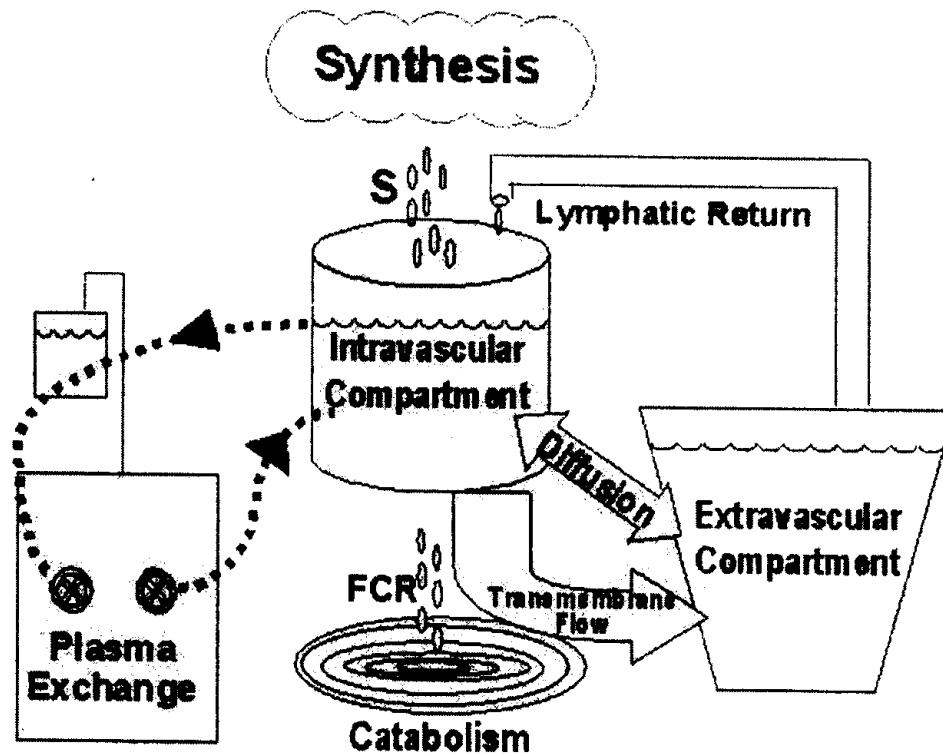 Synthesis
S
Lymphatic Return
Intravascular
Compartment
Diffusion
Extravascular
Compartment
FCR
Transmembrane
Flow
Plasma
Exchange
Catabolism